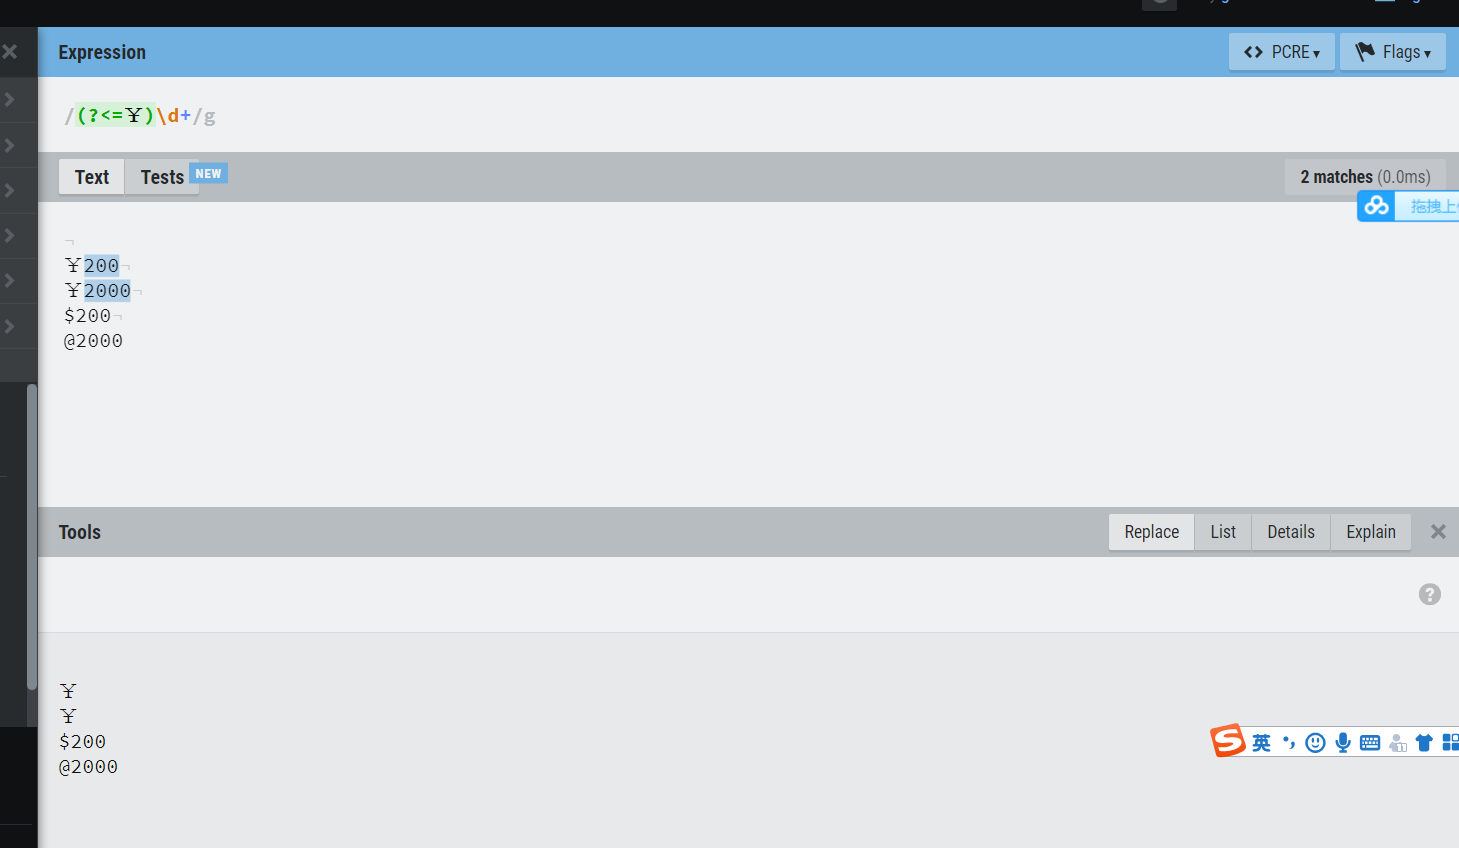 Expression
PCRE
Flags
/(?<=¥)\d+/g
Text
Tests
NEW
2 matches (0.0ms)
拖拽上
¥200
¥2000
$200
@2000
Tools
Replace
List
Details
Explain
¥
¥
$200
@2000
英